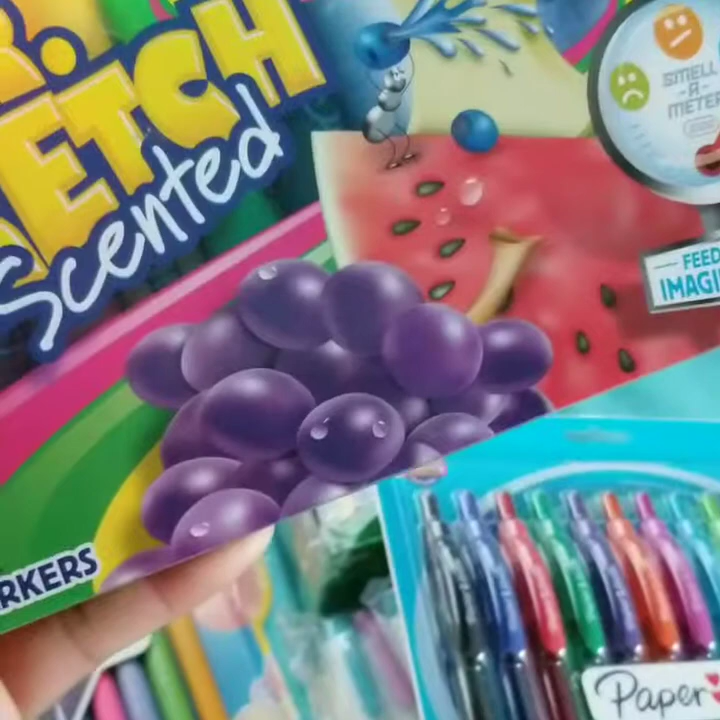 R.
ETCH
Scented
SMELL
-A-
METER
FEED
IMAGI
RKERS
Paper